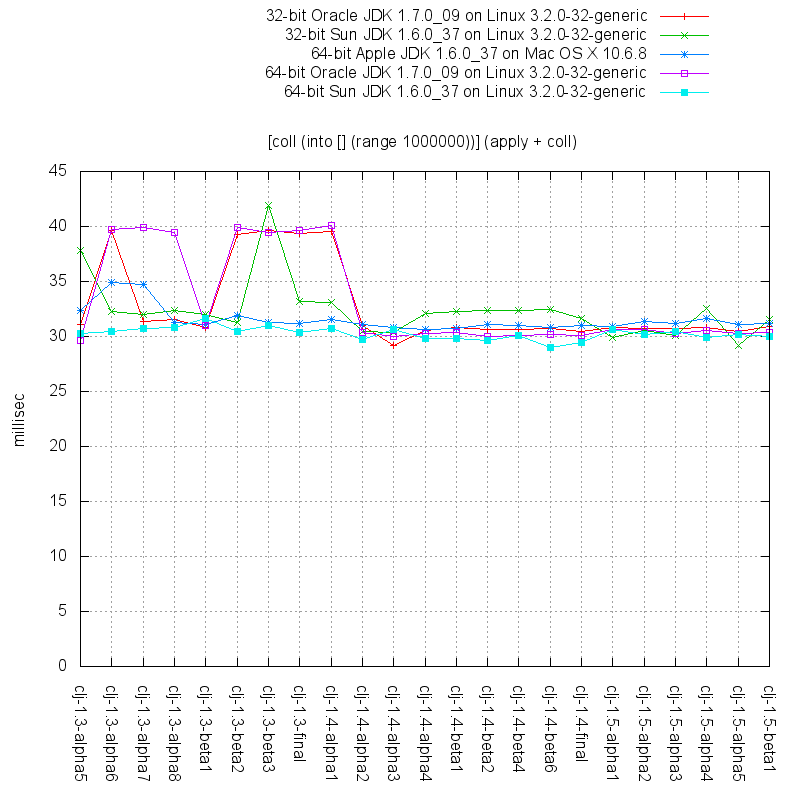 32-bit Oracle JDK 1.7.0_09 on Linux 3.2.0-32-generic
32-bit Sun JDK 1.6.0_37 on Linux 3.2.0-32-generic
64-bit Apple JDK 1.6.0_37 on Mac OS X 10.6.8
64-bit Oracle JDK 1.7.0_09 on Linux 3.2.0-32-generic
64-bit Sun JDK 1.6.0_37 on Linux 3.2.0-32-generic
[coll (into [] (range 1000000))] (apply + coll)
45
40
35
30
25
20
15
10
5
0
millisec
clj-1.3-alpha5
clj-1.3-alpha6
clj-1.3-alpha7
clj-1.3-alpha8
clj-1.3-beta1
clj-1.3-beta2
clj-1.3-beta3
clj-1.3-final
clj-1.4-alpha1
clj-1.4-alpha2
clj-1.4-alpha3
clj-1.4-alpha4
clj-1.4-beta1
clj-1.4-beta2
clj-1.4-beta4
clj-1.4-beta6
clj-1.4-final
clj-1.5-alpha1
clj-1.5-alpha2
clj-1.5-alpha3
clj-1.5-alpha4
clj-1.5-alpha5
clj-1.5-beta1